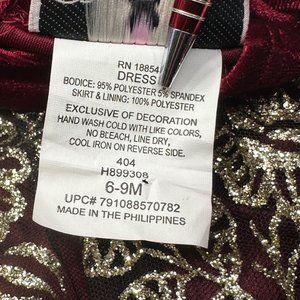 RN 18854
DRESS
BODICE: 95% POLYESTER 5% SPANDEX
SKIRT & LINING: 100% POLYESTER
EXCLUSIVE OF DECORATION
HAND WASH COLD WITH LIKE COLORS,
NO BLEACH, LINE DRY,
COOL IRON ON REVERSE SIDE.
404
H899308
6-9M
UPC# 791088570782
MADE IN THE PHILIPPINES